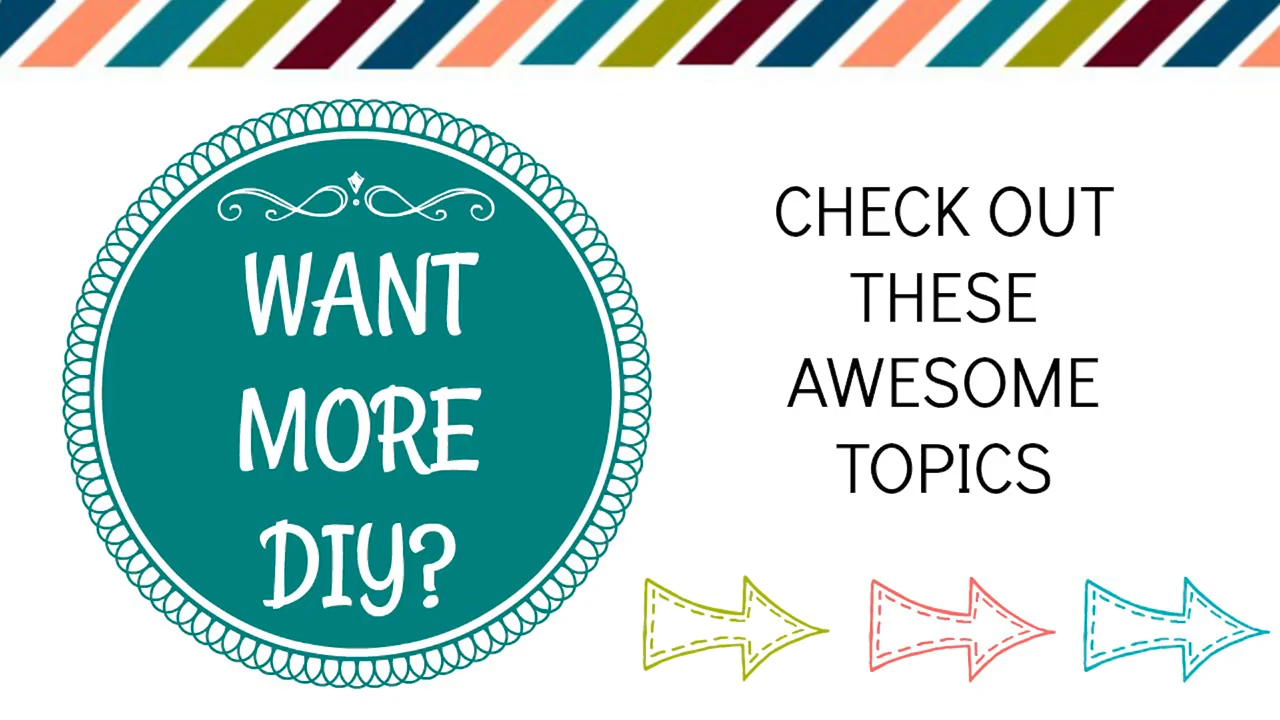 WANT
MORE
DIY?
CHECK OUT
THESE
AWESOME
TOPICS